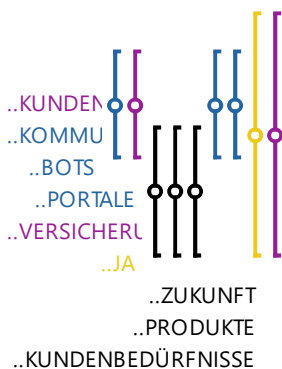 ..KUNDEN
..KOMMU
..BOTS
..PORTALE
..VERSICHERU
..JA
..ZUKUNFT
..PRODUKTE
..KUNDENBEDÜRFNISSE